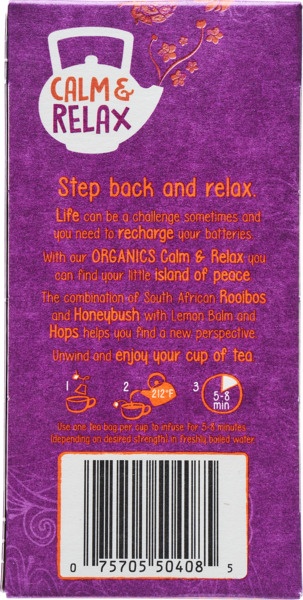 CALM &
RELAX
Step back and relax.
Life can be a challenge sometimes and
you need to recharge your batteries.
With our ORGANICS Calm & Relax you
can find your little island of peace.
The combination of South African Rooibos
and Honeybush with Lemon Balm and
Hops helps you find a new perspective.
Unwind and enjoy your cup of tea.
1 2 212°F 3 5-8
min
Use one tea bag per cup to infuse for 5-8 minutes
(depending on desired strength) in freshly boiled water.
0 75705 50408 5